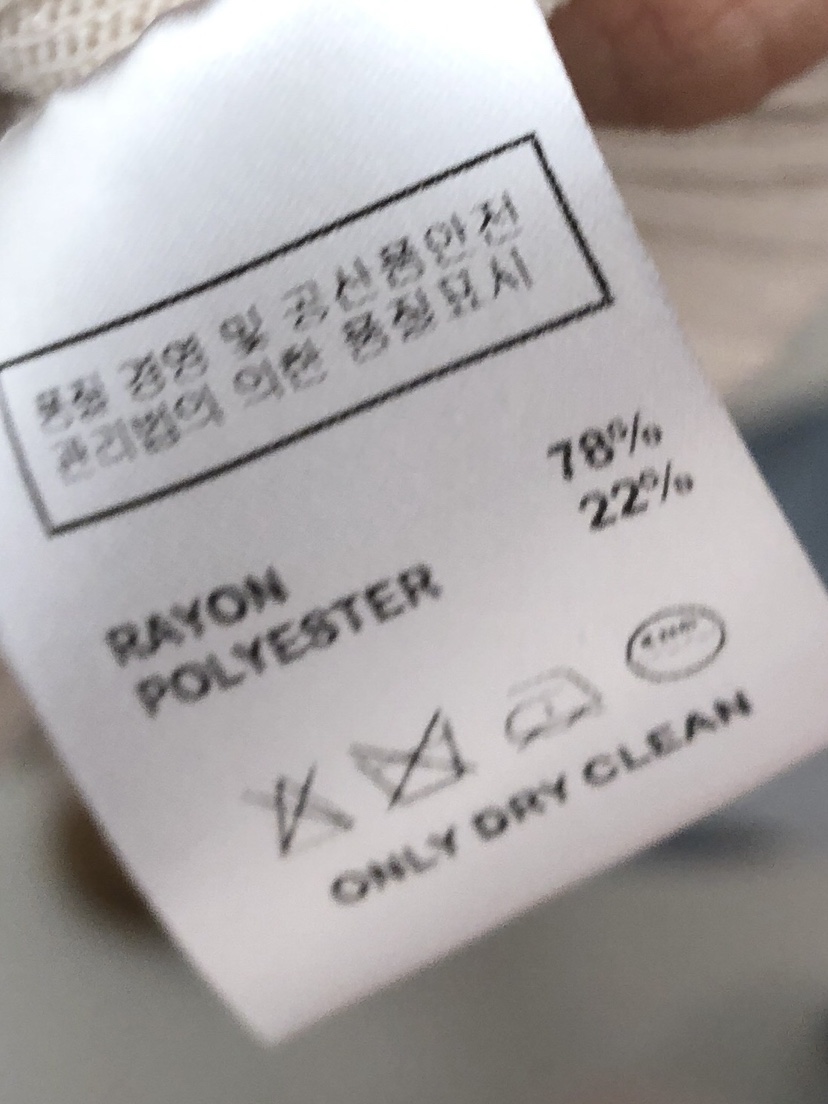 품질 경영 및 공산품안전
관리법의 의한 품질표시
RAYON 78%
POLYESTER 22%
ONLY DRY CLEAN